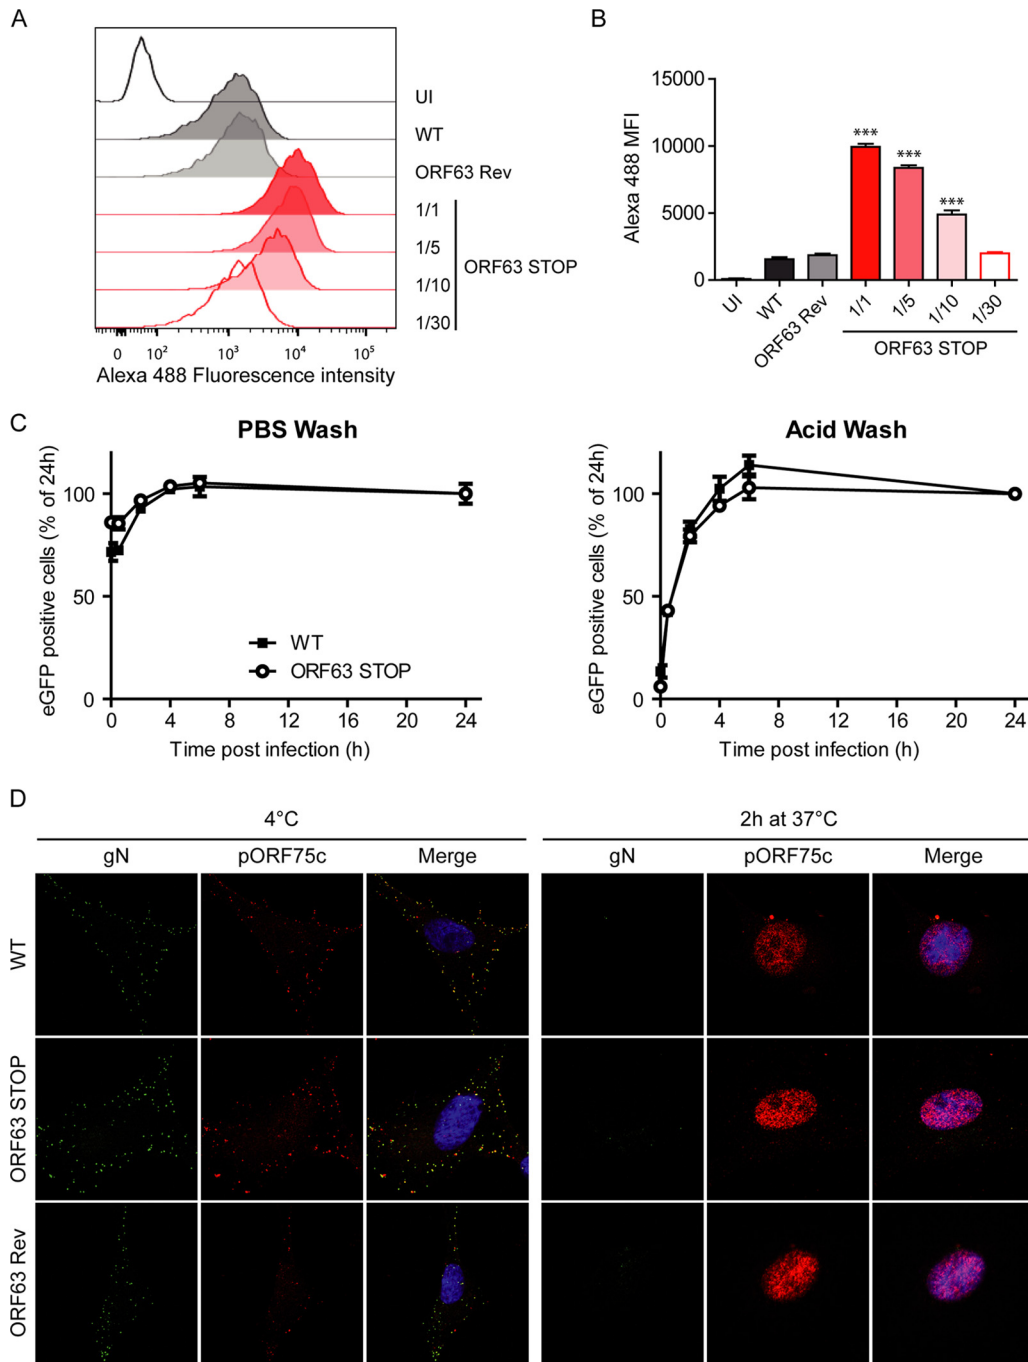 A
UI
WT
ORF63 Rev
1/1
1/5
1/10
1/30
ORF63 STOP
0 10² 10³ 10⁴ 10⁵
Alexa 488 Fluorescence intensity
B
Alexa 488 MFI
15000
10000
5000
0
***
***
***
UI WT ORF63 Rev 1/1 1/5 1/10 1/30
ORF63 STOP
C
PBS Wash
eGFP positive cells (% of 24h)
100
50
0
WT
ORF63 STOP
0 4 8 12 16 20 24
Time post infection (h)
Acid Wash
eGFP positive cells (% of 24h)
100
50
0
0 4 8 12 16 20 24
Time post infection (h)
D
4°C 2h at 37°C
gN pORF75c Merge gN pORF75c Merge
WT
ORF63 STOP
ORF63 Rev